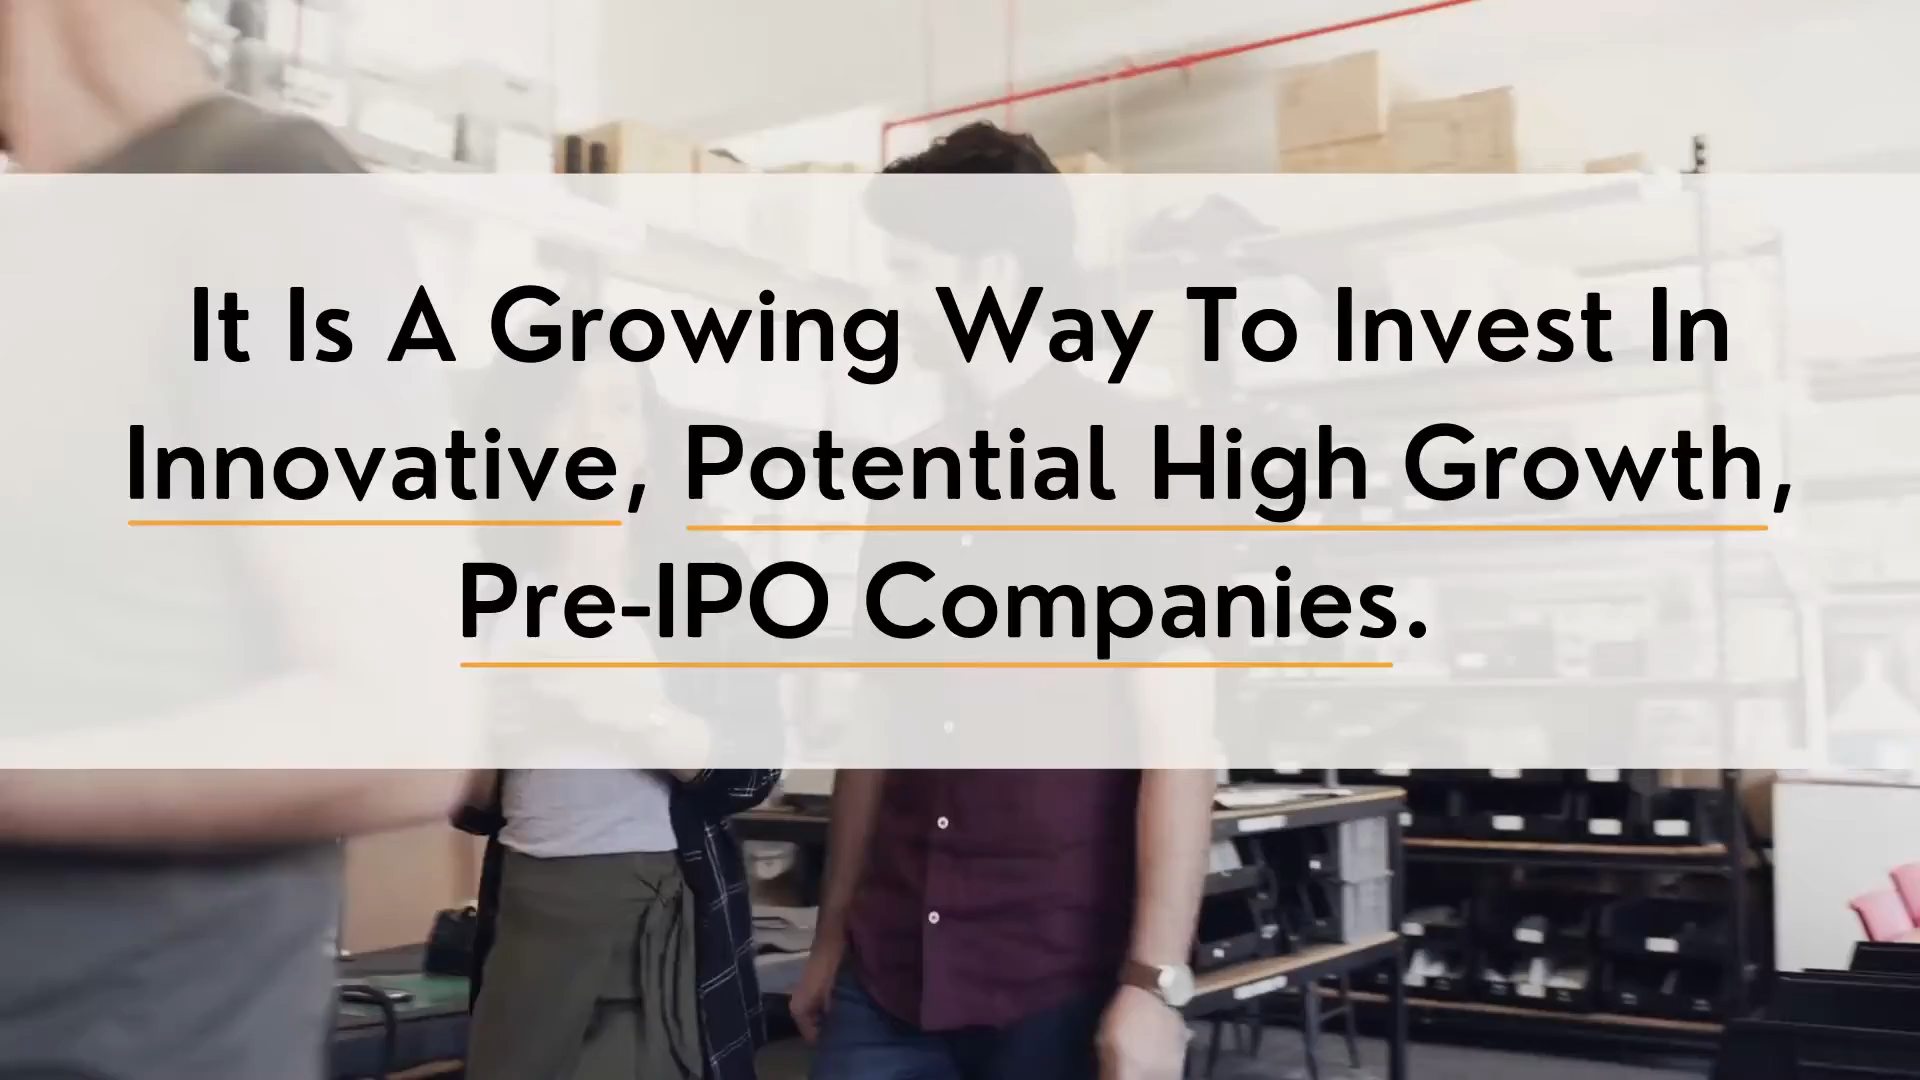 It Is A Growing Way To Invest In
Innovative, Potential High Growth,
Pre-IPO Companies.